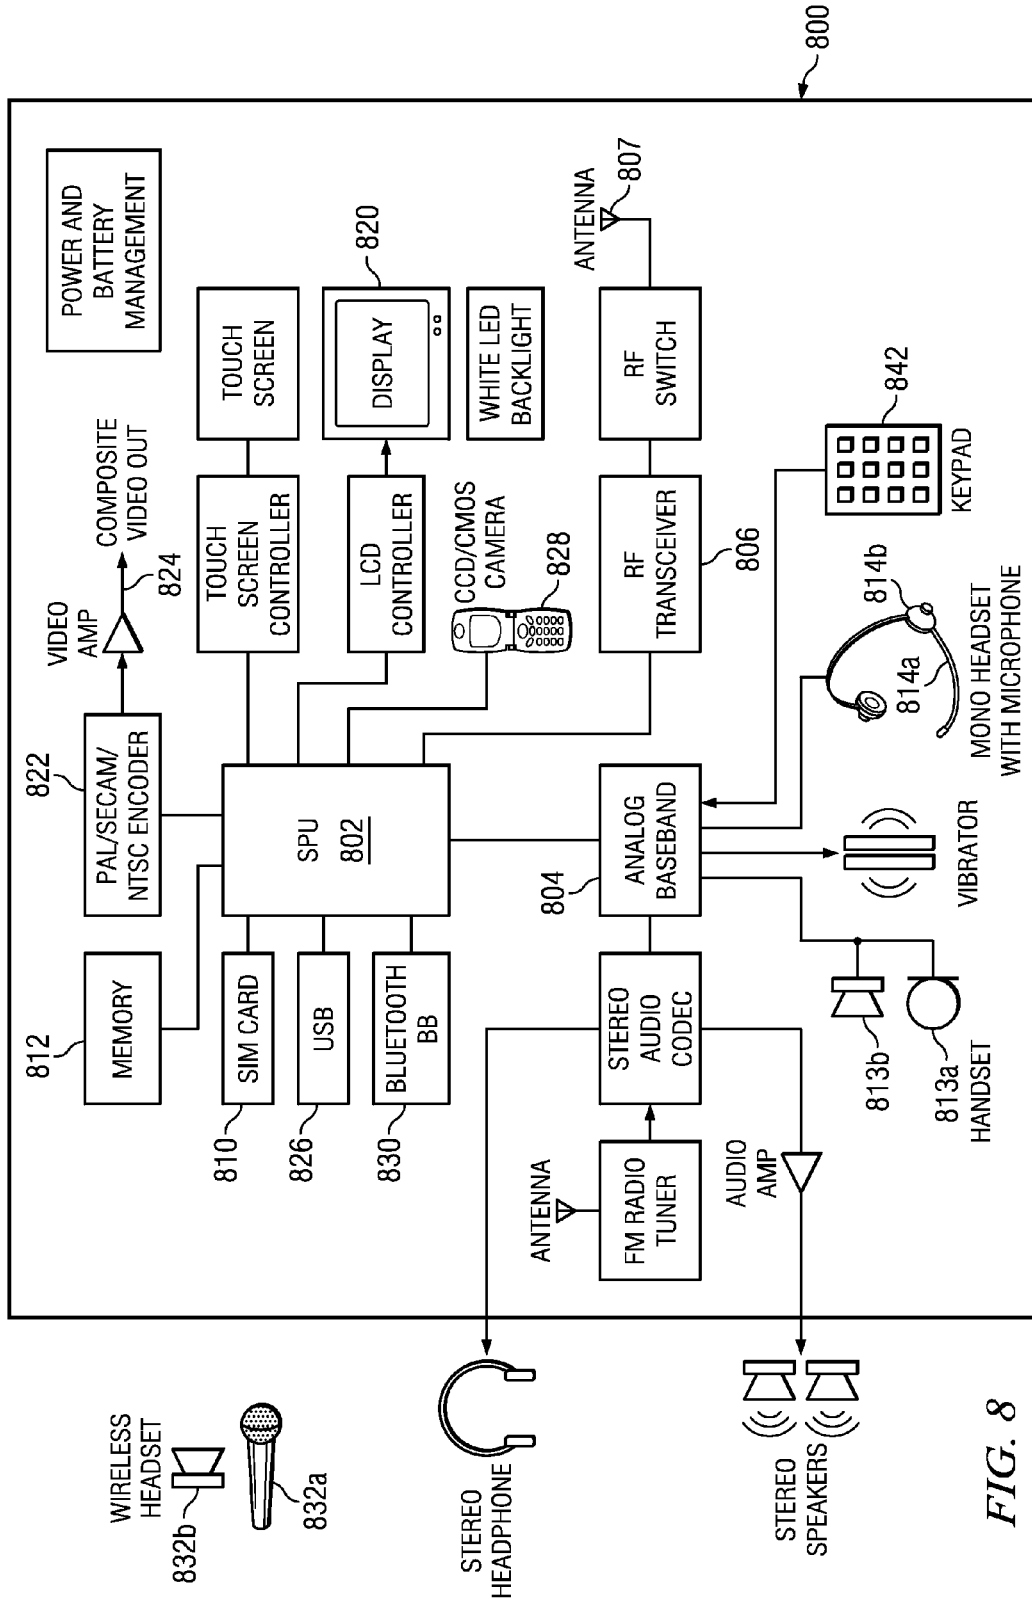 800
POWER AND
BATTERY
MANAGEMENT
COMPOSITE
VIDEO OUT
VIDEO
AMP
824
822
PAL/SECAM/
NTSC ENCODER
812
MEMORY
TOUCH
SCREEN
TOUCH
SCREEN
CONTROLLER
820
DISPLAY
LCD
CONTROLLER
WHITE LED
BACKLIGHT
CCD/CMOS
CAMERA
828
SPU
802
SIM CARD
810
USB
826
BLUETOOTH
BB
830
ANTENNA
807
RF
SWITCH
RF
TRANSCEIVER
806
804
ANALOG
BASEBAND
STEREO
AUDIO
CODEC
ANTENNA
FM RADIO
TUNER
AUDIO
AMP
842
KEYPAD
814b
814a
MONO HEADSET
WITH MICROPHONE
VIBRATOR
813b
813a
HANDSET
WIRELESS
HEADSET
832b
832a
STEREO
HEADPHONE
STEREO
SPEAKERS
FIG. 8